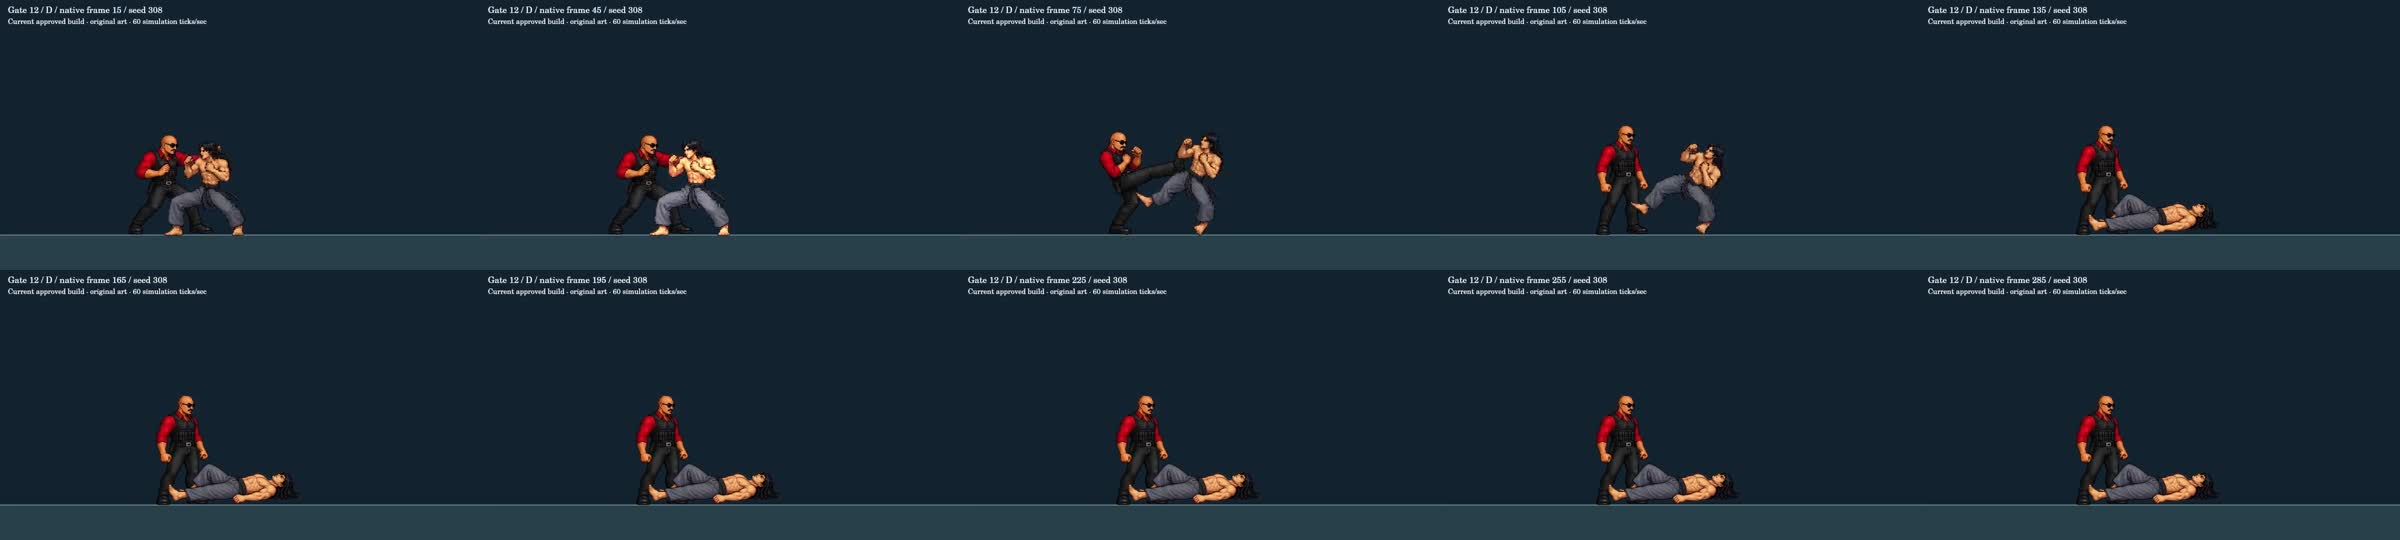 Gate 12 / D / native frame 15 / seed 308
Current approved build - original art - 60 simulation ticks/sec
Gate 12 / D / native frame 45 / seed 308
Current approved build - original art - 60 simulation ticks/sec
Gate 12 / D / native frame 75 / seed 308
Current approved build - original art - 60 simulation ticks/sec
Gate 12 / D / native frame 105 / seed 308
Current approved build - original art - 60 simulation ticks/sec
Gate 12 / D / native frame 135 / seed 308
Current approved build - original art - 60 simulation ticks/sec
Gate 12 / D / native frame 165 / seed 308
Current approved build - original art - 60 simulation ticks/sec
Gate 12 / D / native frame 195 / seed 308
Current approved build - original art - 60 simulation ticks/sec
Gate 12 / D / native frame 225 / seed 308
Current approved build - original art - 60 simulation ticks/sec
Gate 12 / D / native frame 255 / seed 308
Current approved build - original art - 60 simulation ticks/sec
Gate 12 / D / native frame 285 / seed 308
Current approved build - original art - 60 simulation ticks/sec